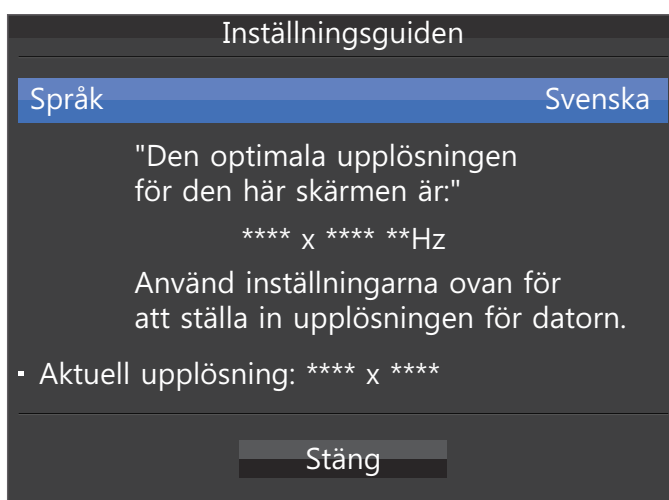 Inställningsguiden
Språk Svenska
"Den optimala upplösningen
för den här skärmen är:"
**** x **** **Hz
Använd inställningarna ovan för
att ställa in upplösningen för datorn.
▪ Aktuell upplösning: **** x ****
Stäng